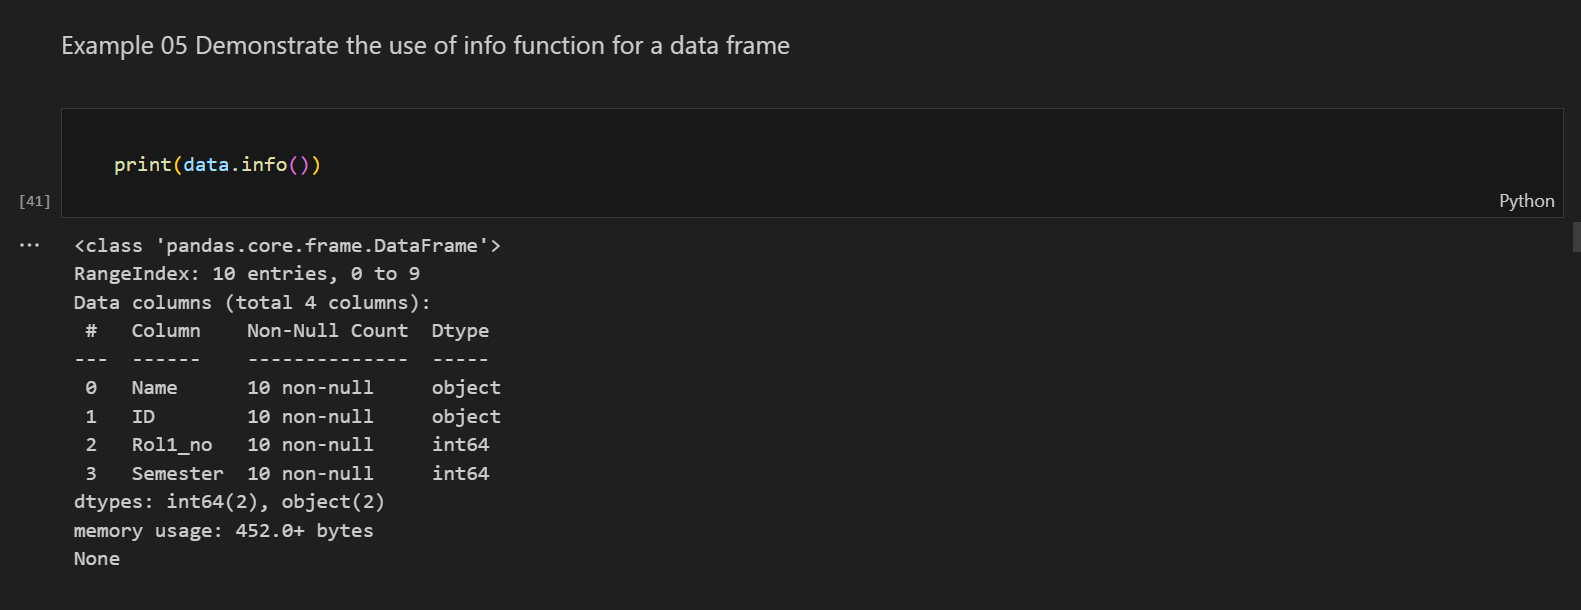 Example 05 Demonstrate the use of info function for a data frame
print(data.info())
[41]
Python
... <class 'pandas.core.frame.DataFrame'>
RangeIndex: 10 entries, 0 to 9
Data columns (total 4 columns):
 #   Column    Non-Null Count  Dtype
---  ------    --------------  -----
 0   Name      10 non-null     object
 1   ID        10 non-null     object
 2   Rol1_no   10 non-null     int64
 3   Semester  10 non-null     int64
dtypes: int64(2), object(2)
memory usage: 452.0+ bytes
None